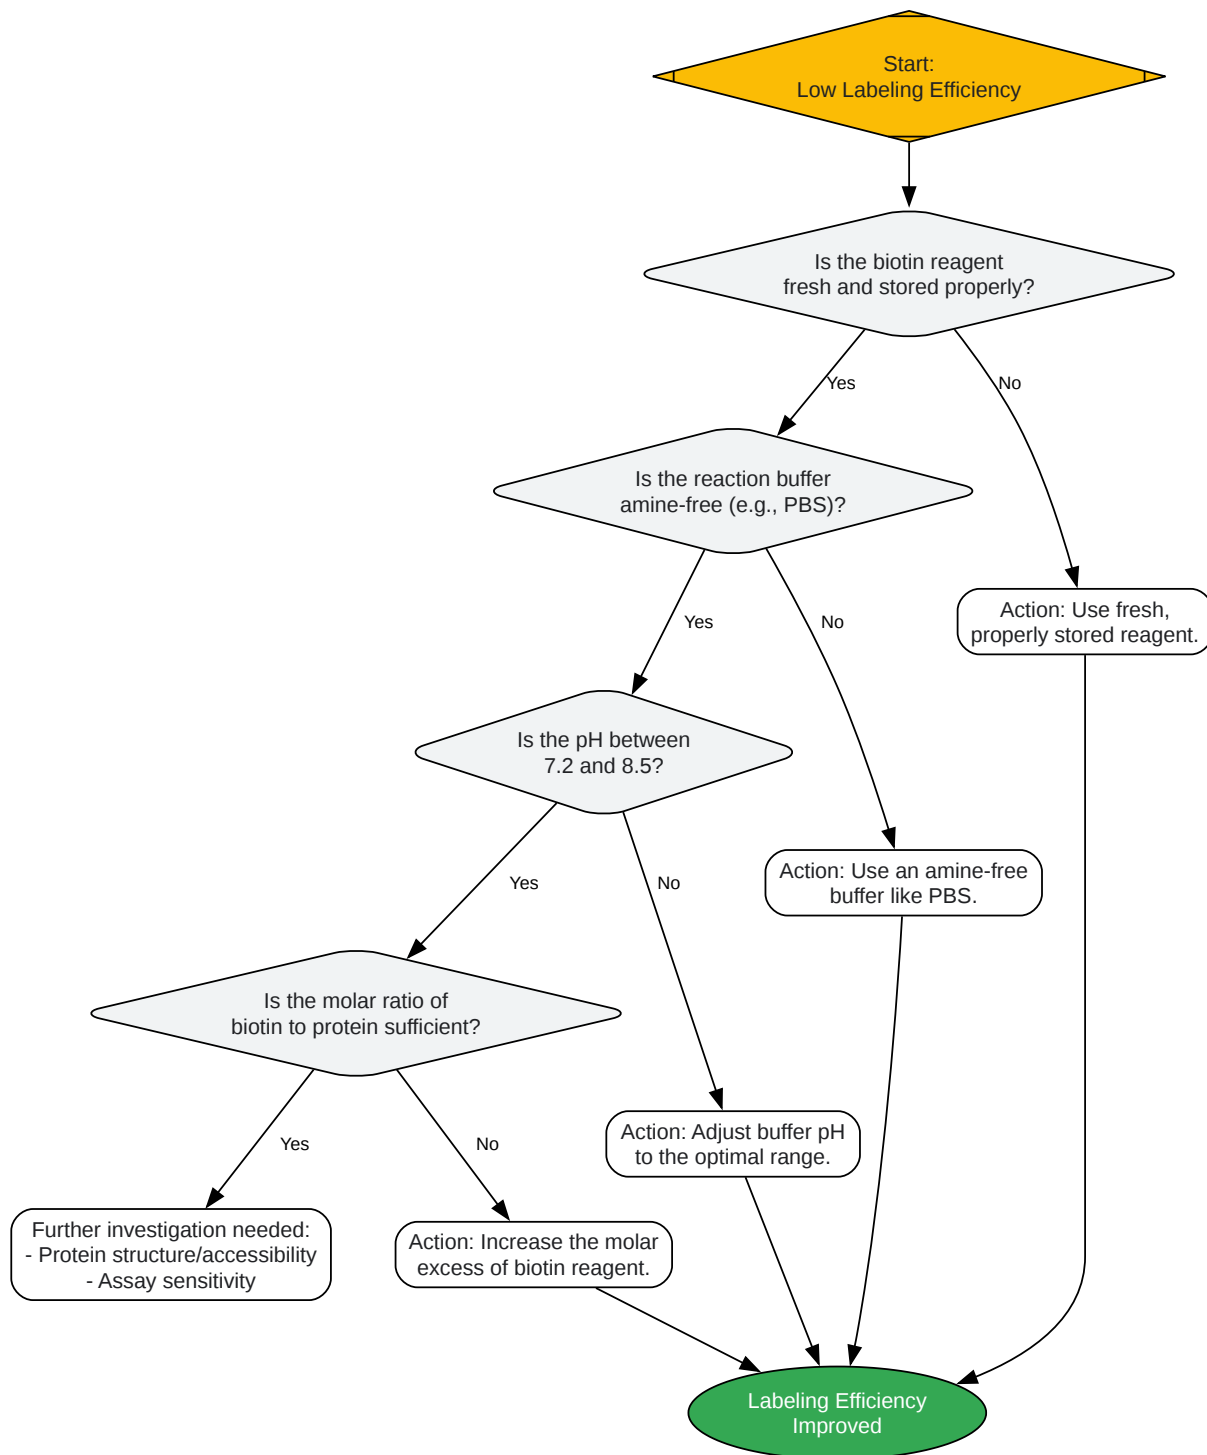 Start:
Low Labeling Efficiency
Is the biotin reagent
fresh and stored properly?
Yes
No
Is the reaction buffer
amine-free (e.g., PBS)?
Action: Use fresh,
properly stored reagent.
Yes
No
Is the pH between
7.2 and 8.5?
Action: Use an amine-free
buffer like PBS.
Yes
No
Is the molar ratio of
biotin to protein sufficient?
Action: Adjust buffer pH
to the optimal range.
Yes
No
Further investigation needed:
- Protein structure/accessibility
- Assay sensitivity
Action: Increase the molar
excess of biotin reagent.
Labeling Efficiency
Improved